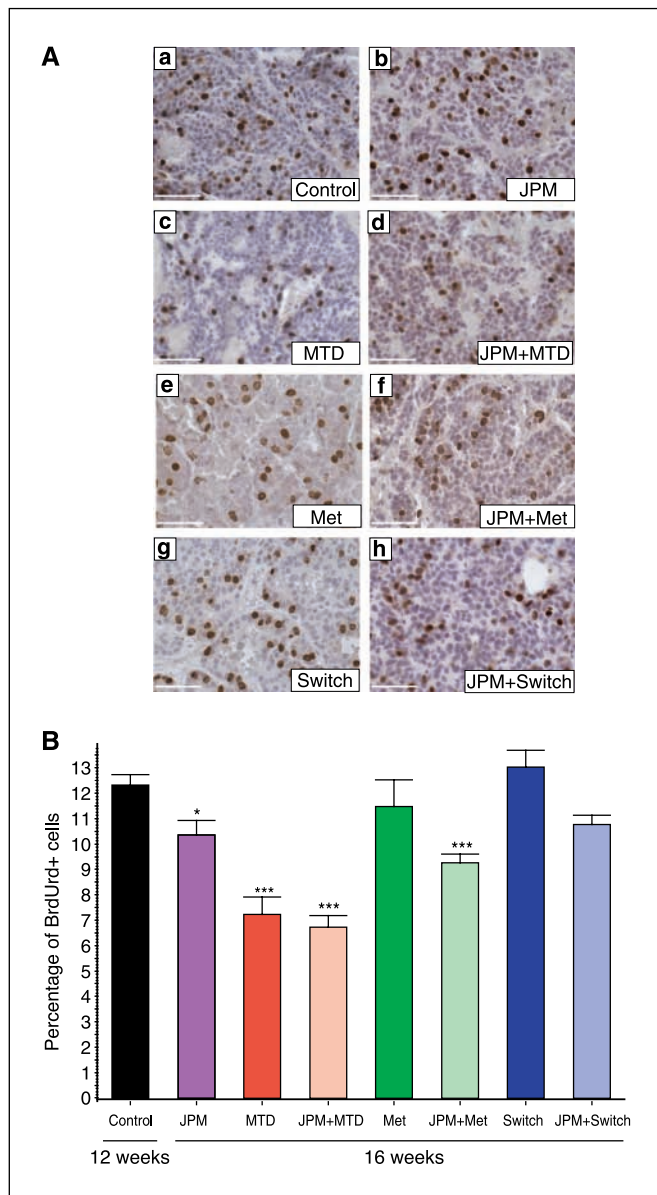 A
a
b
Control
JPM
c
d
MTD
JPM+MTD
e
f
Met
JPM+Met
g
h
Switch
JPM+Switch
B
Percentage of BrdUrd+ cells
13
12
11
10
9
8
7
6
5
4
3
2
1
0
*
***
***
***
Control JPM MTD JPM+MTD Met JPM+Met Switch JPM+Switch
12 weeks 16 weeks